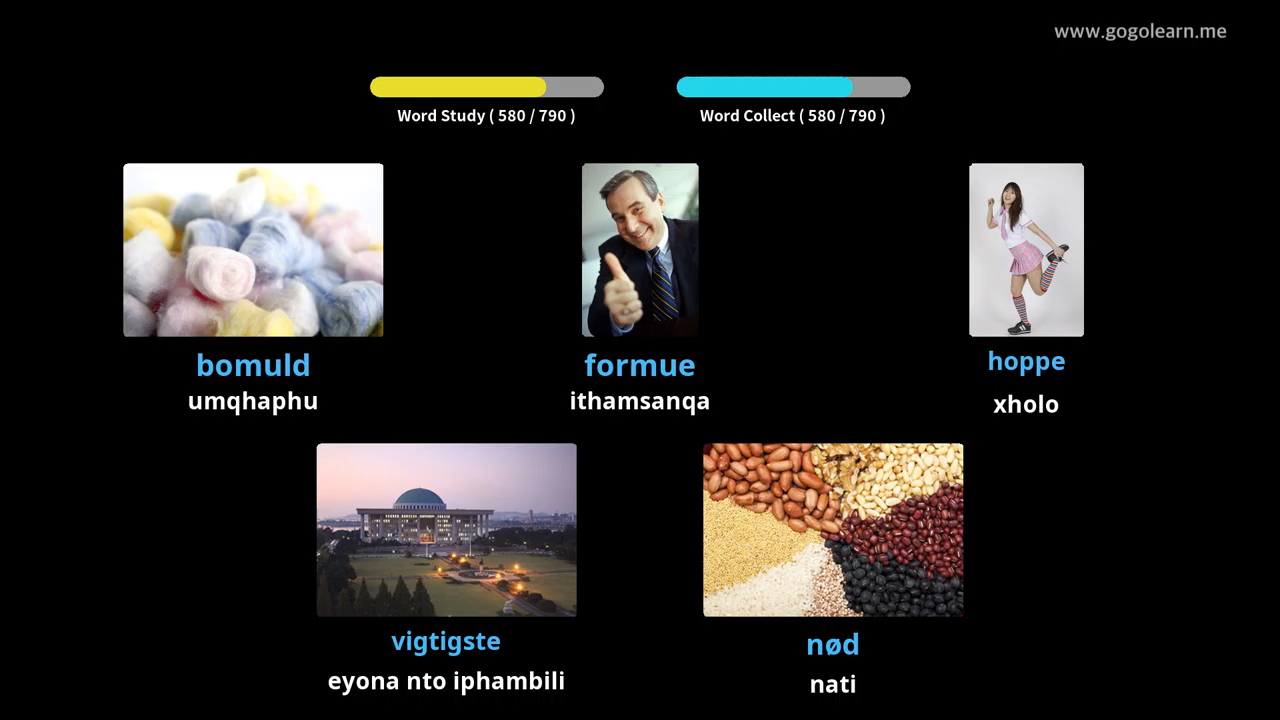 www.gogolearn.me
Word Study ( 580 / 790 )
Word Collect ( 580 / 790 )
bomuld
umqhaphu
formue
ithamsanqa
hoppe
xholo
vigtigste
eyona nto iphambili
nød
nati